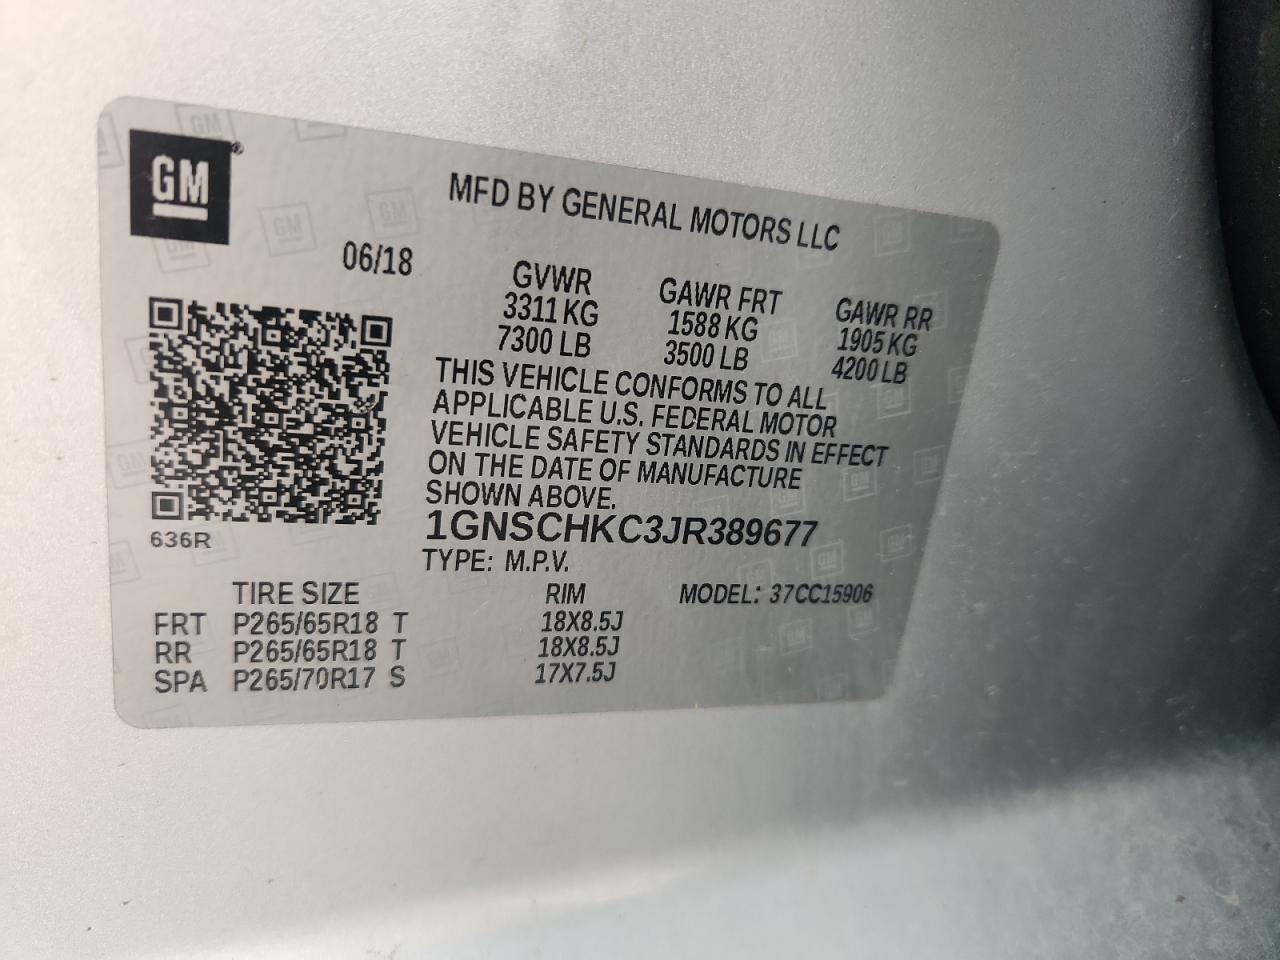 GM®
MFD BY GENERAL MOTORS LLC
06/18
GVWR GAWR FRT GAWR RR
3311 KG 1588 KG 1905 KG
7300 LB 3500 LB 4200 LB
THIS VEHICLE CONFORMS TO ALL
APPLICABLE U.S. FEDERAL MOTOR
VEHICLE SAFETY STANDARDS IN EFFECT
ON THE DATE OF MANUFACTURE
SHOWN ABOVE.
1GNSCHKC3JR389677
636R
TYPE: M.P.V.
TIRE SIZE RIM MODEL: 37CC15906
FRT P265/65R18 T 18X8.5J
RR P265/65R18 T 18X8.5J
SPA P265/70R17 S 17X7.5J